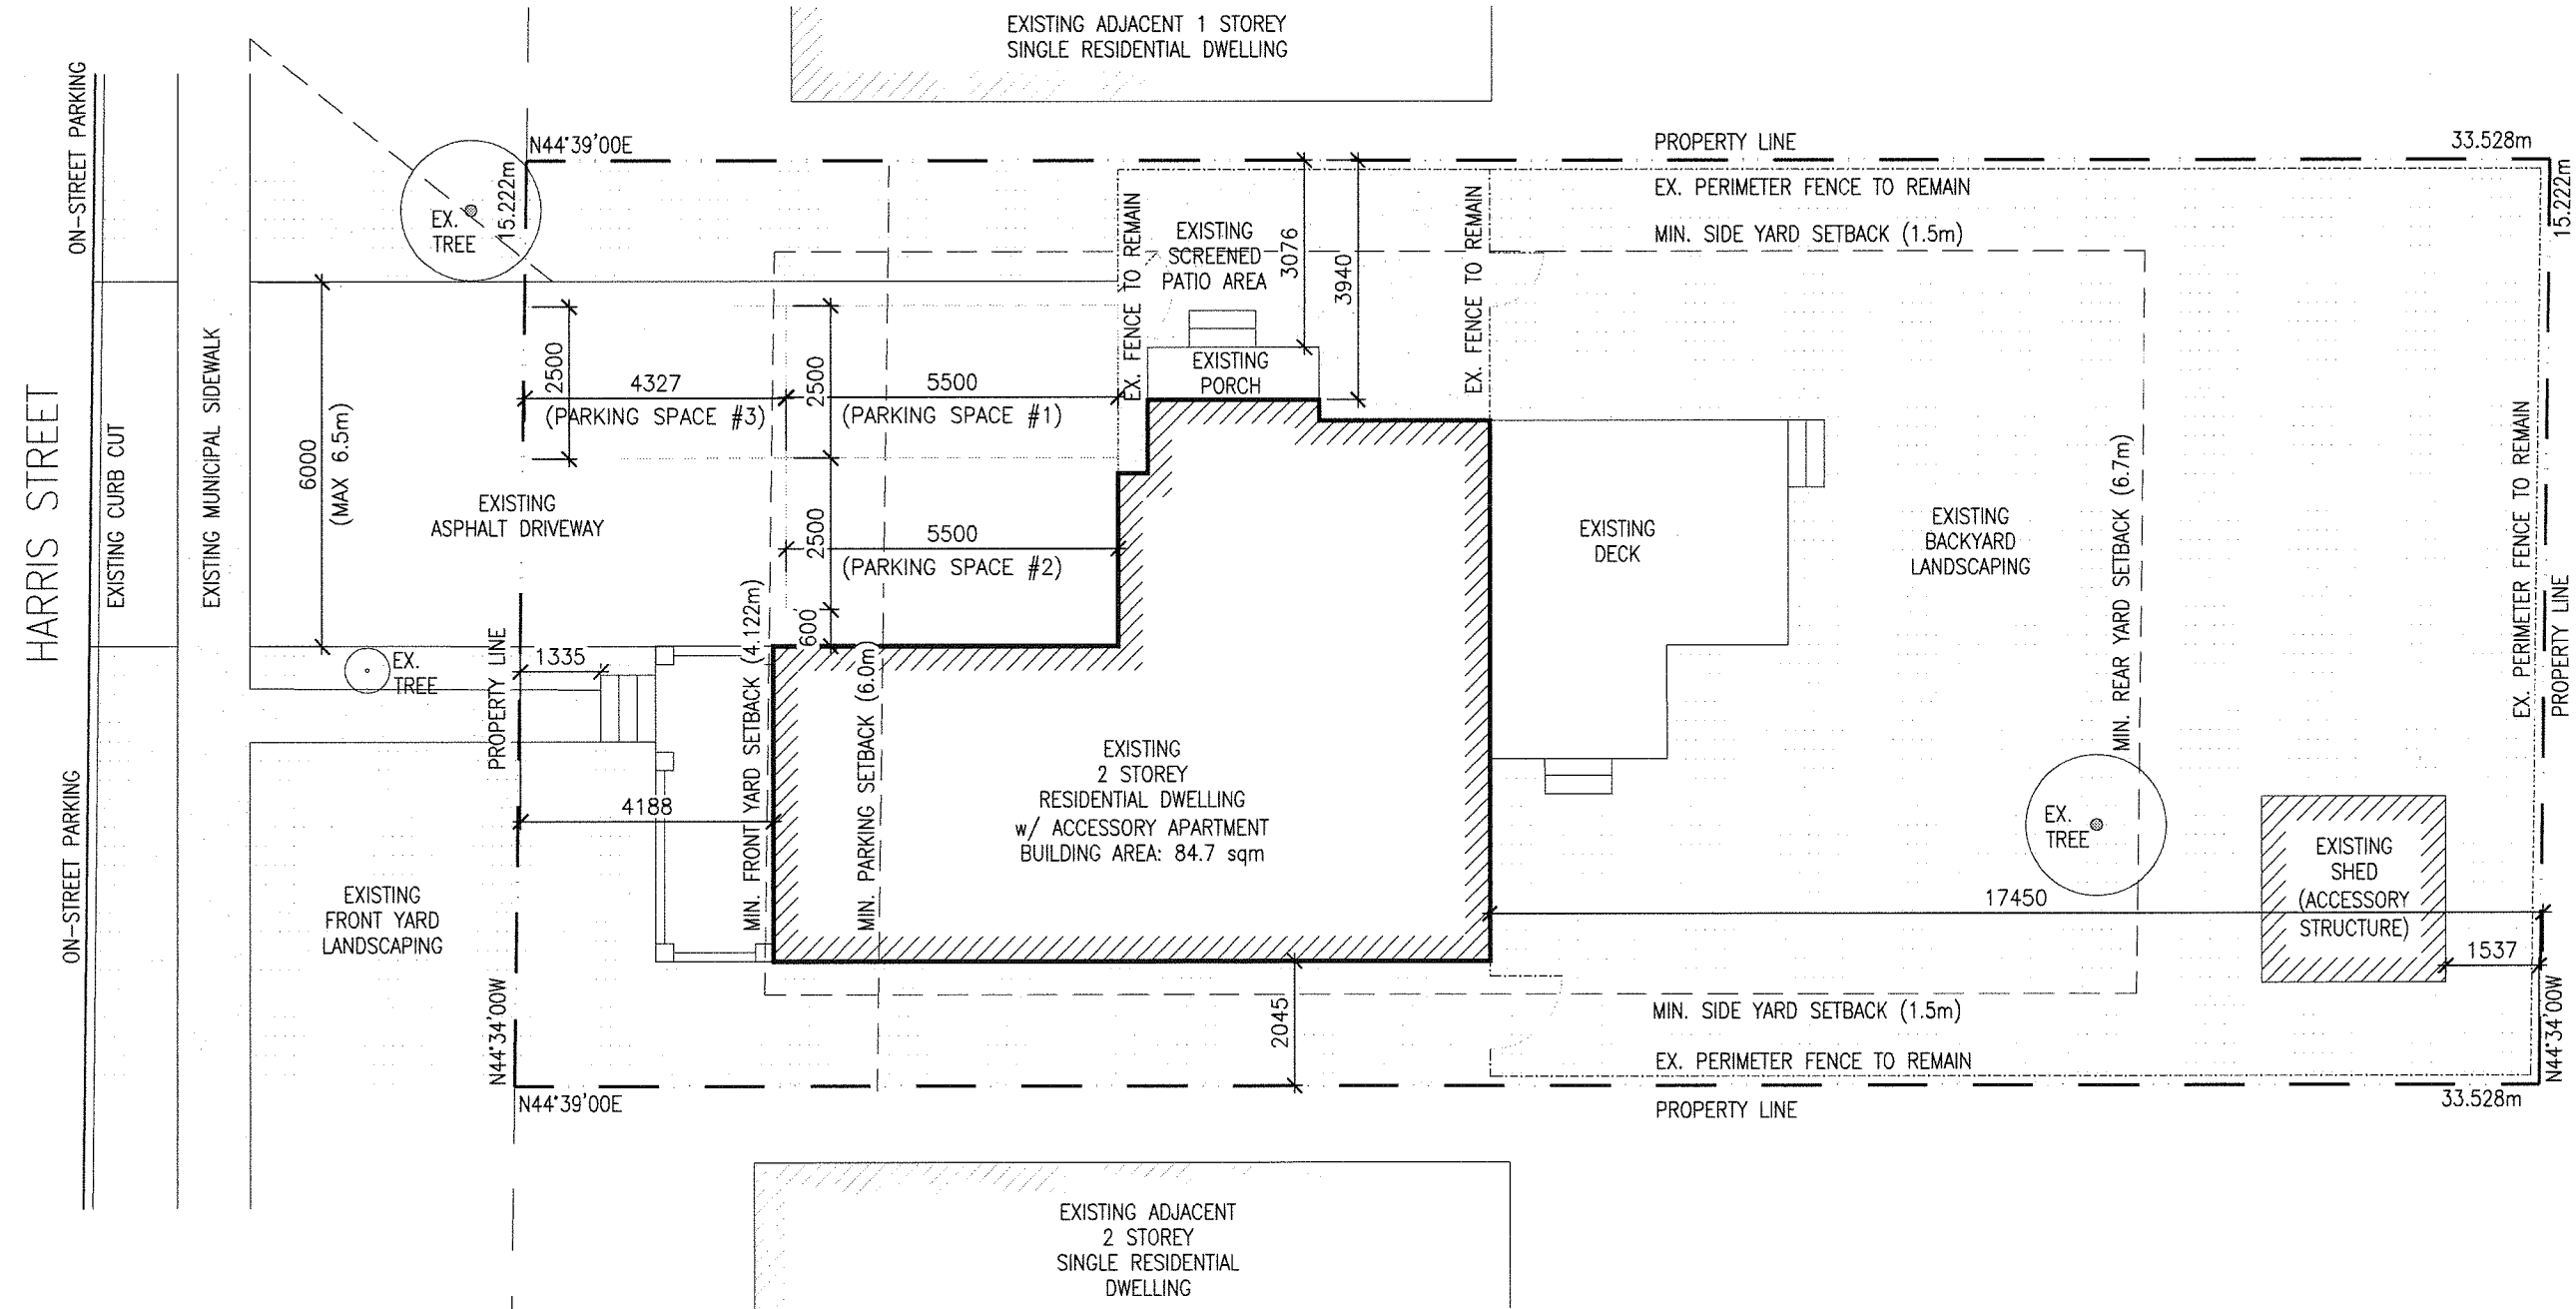 EXISTING ADJACENT 1 STOREY
SINGLE RESIDENTIAL DWELLING
ON-STREET PARKING
N44°39'00E
PROPERTY LINE
33.528m
15.222m
15.222m
EX. PERIMETER FENCE TO REMAIN
MIN. SIDE YARD SETBACK (1.5m)
EX.
TREE
EXISTING
SCREENED
PATIO AREA
EX. FENCE TO REMAIN
EX. FENCE TO REMAIN
3076
3940
HARRIS STREET
EXISTING CURB CUT
EXISTING MUNICIPAL SIDEWALK
6000
(MAX 6.5m)
2500
4327
(PARKING SPACE #3)
2500
5500
(PARKING SPACE #1)
EXISTING
PORCH
EXISTING
ASPHALT DRIVEWAY
2500
5500
(PARKING SPACE #2)
600
EXISTING
DECK
EXISTING
BACKYARD
LANDSCAPING
MIN. REAR YARD SETBACK (6.7m)
EX. PERIMETER FENCE TO REMAIN
PROPERTY LINE
EX.
TREE
1335
PROPERTY LINE
MIN. FRONT YARD SETBACK (4.122m)
MIN. PARKING SETBACK (6.0m)
4188
EXISTING
2 STOREY
RESIDENTIAL DWELLING
w/ ACCESSORY APARTMENT
BUILDING AREA: 84.7 sqm
EX.
TREE
EXISTING
SHED
(ACCESSORY
STRUCTURE)
17450
1537
ON-STREET PARKING
EXISTING
FRONT YARD
LANDSCAPING
N44°34'00W
2045
MIN. SIDE YARD SETBACK (1.5m)
EX. PERIMETER FENCE TO REMAIN
N44°34'00W
N44°39'00E
PROPERTY LINE
33.528m
EXISTING ADJACENT
2 STOREY
SINGLE RESIDENTIAL
DWELLING